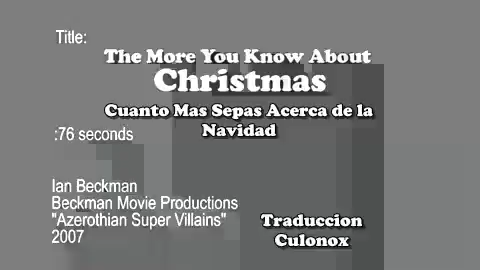 Title:
The More You Know About
Christmas
Cuanto Mas Sepas Acerca de la
Navidad
:76 seconds
Ian Beckman
Beckman Movie Productions
"Azerothian Super Villains"
2007
Traduccion
Culonox